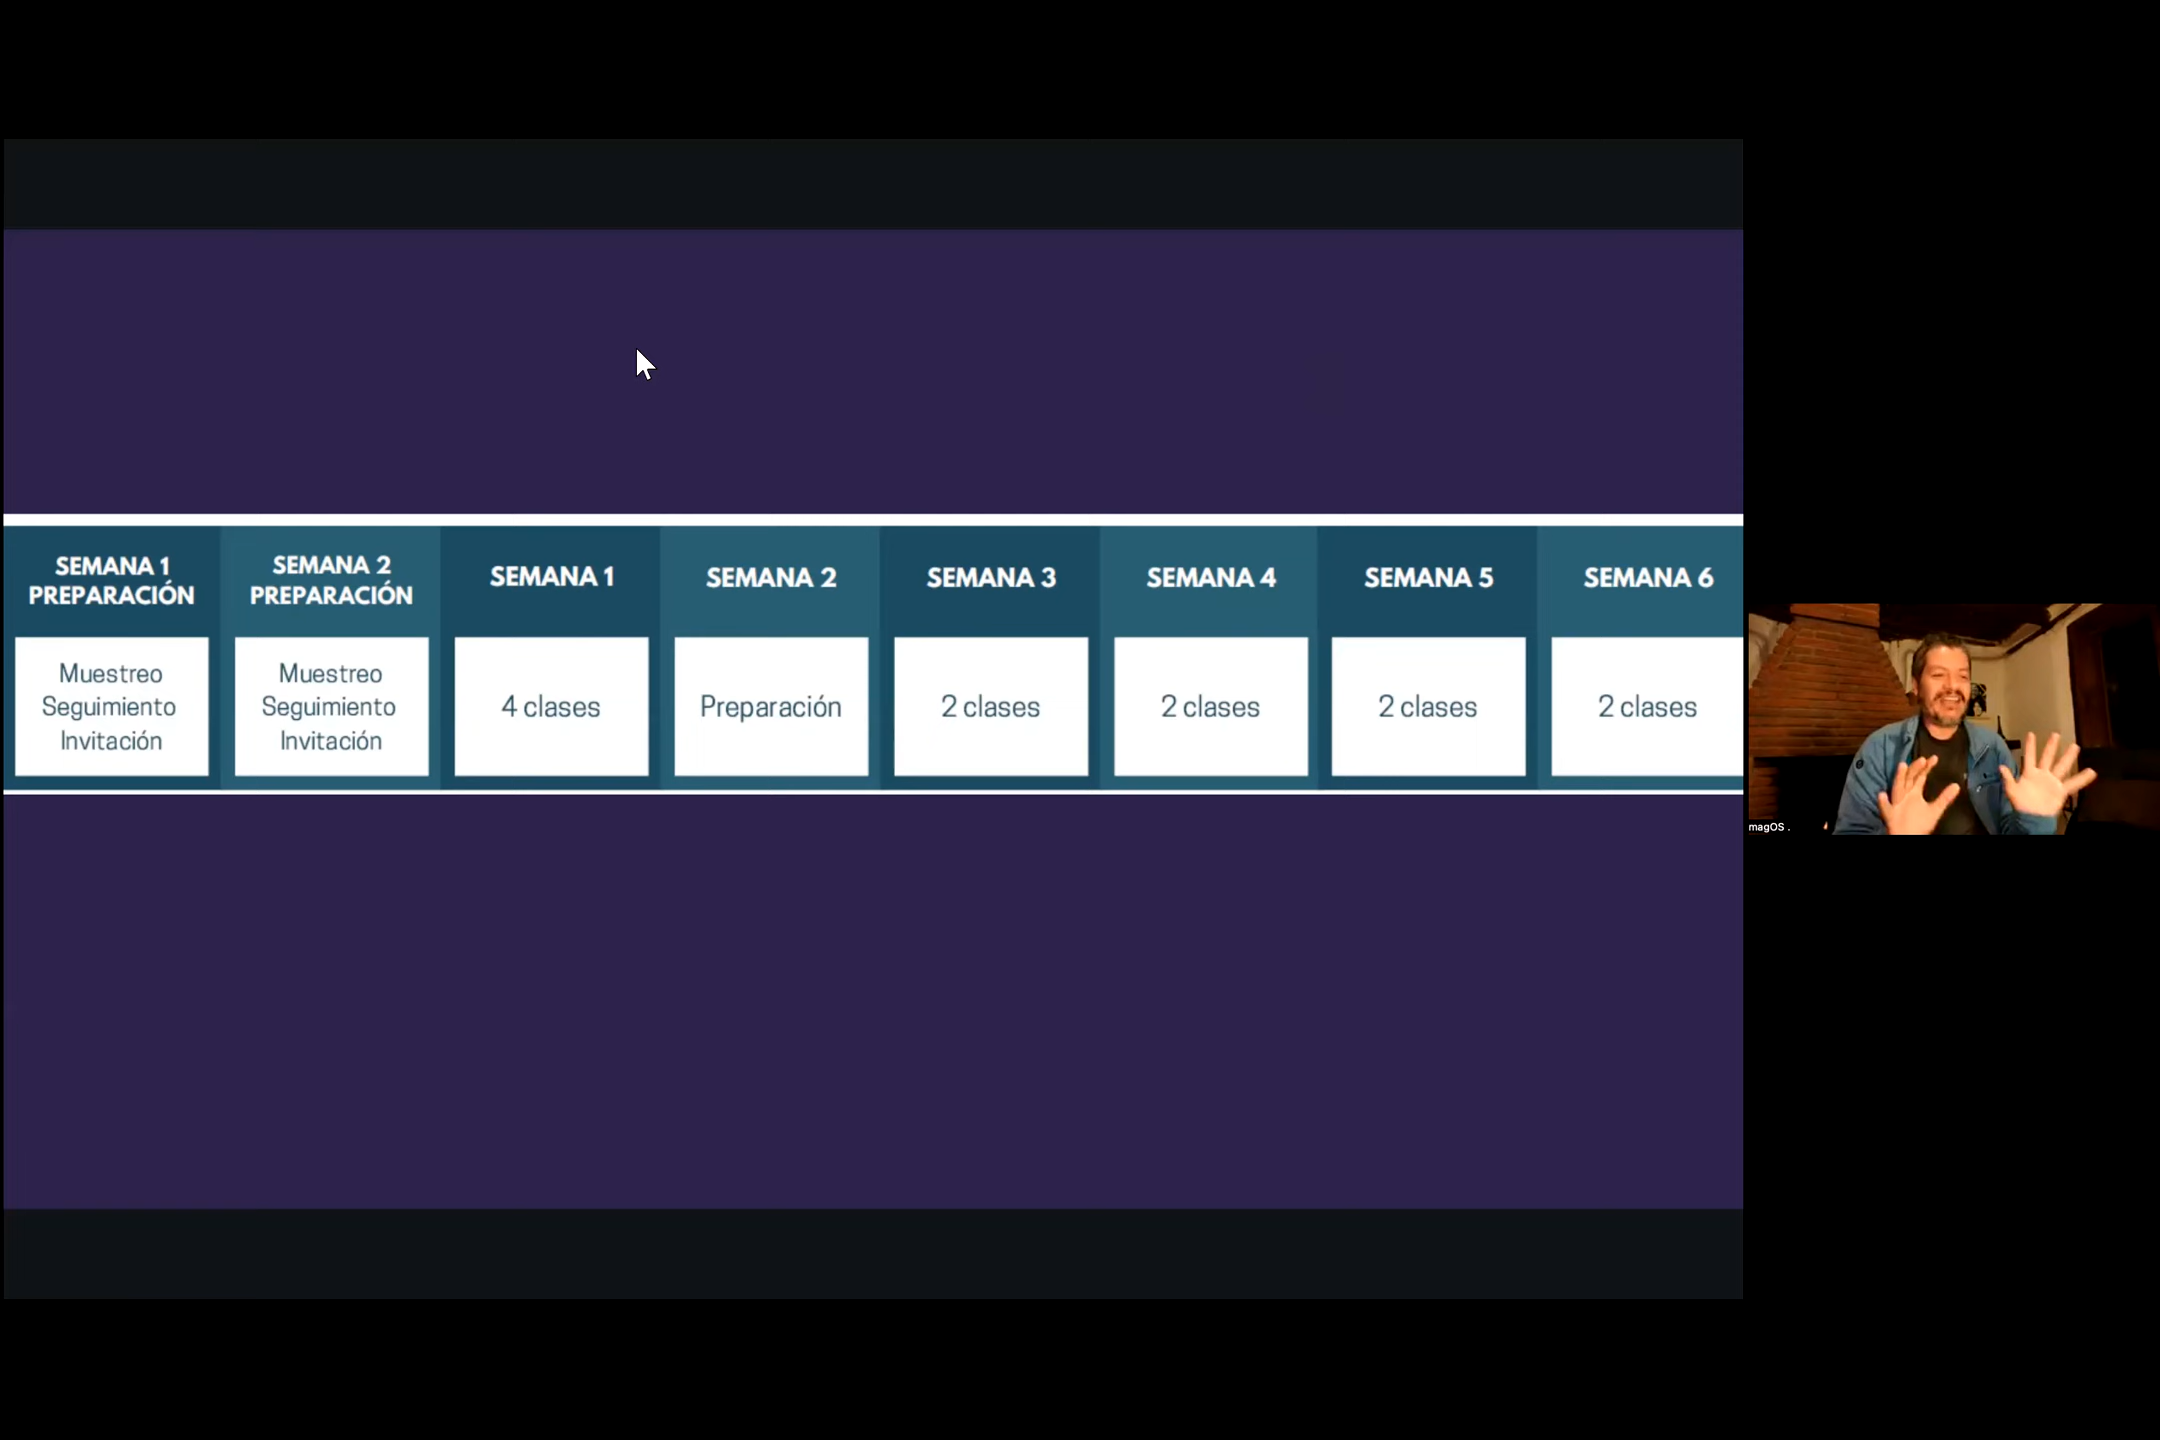 SEMANA 1
PREPARACIÓN
SEMANA 2
PREPARACIÓN
SEMANA 1
SEMANA 2
SEMANA 3
SEMANA 4
SEMANA 5
SEMANA 6
Muestreo
Seguimiento
Invitación
Muestreo
Seguimiento
Invitación
4 clases
Preparación
2 clases
2 clases
2 clases
2 clases
magOS .